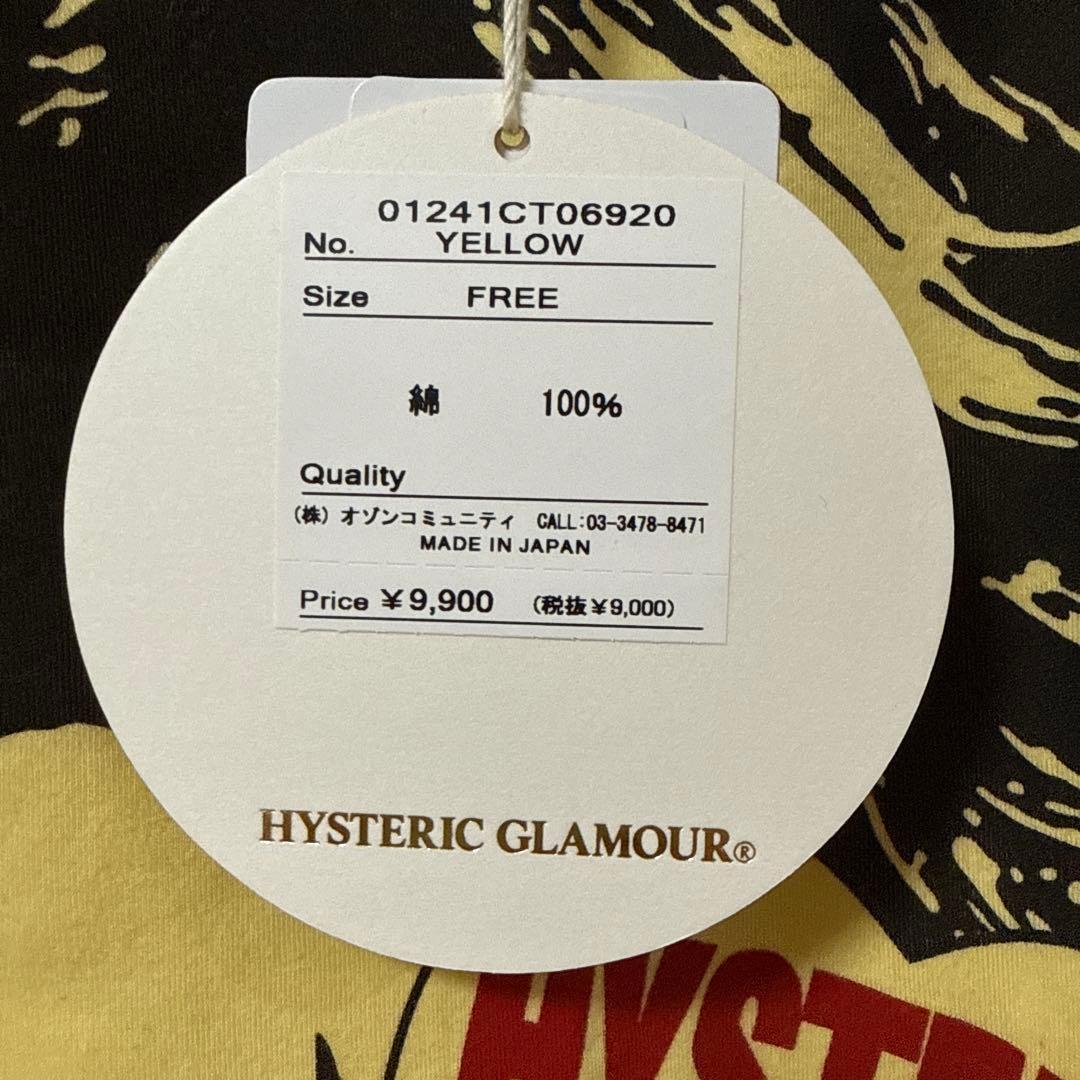 01241CT06920
No. YELLOW
Size FREE
綿 100%
Quality
(株) オゾンコミュニティ CALL:03-3478-8471
MADE IN JAPAN
Price ¥9,900 (税抜¥9,000)
HYSTERIC GLAMOUR®
HYSTE